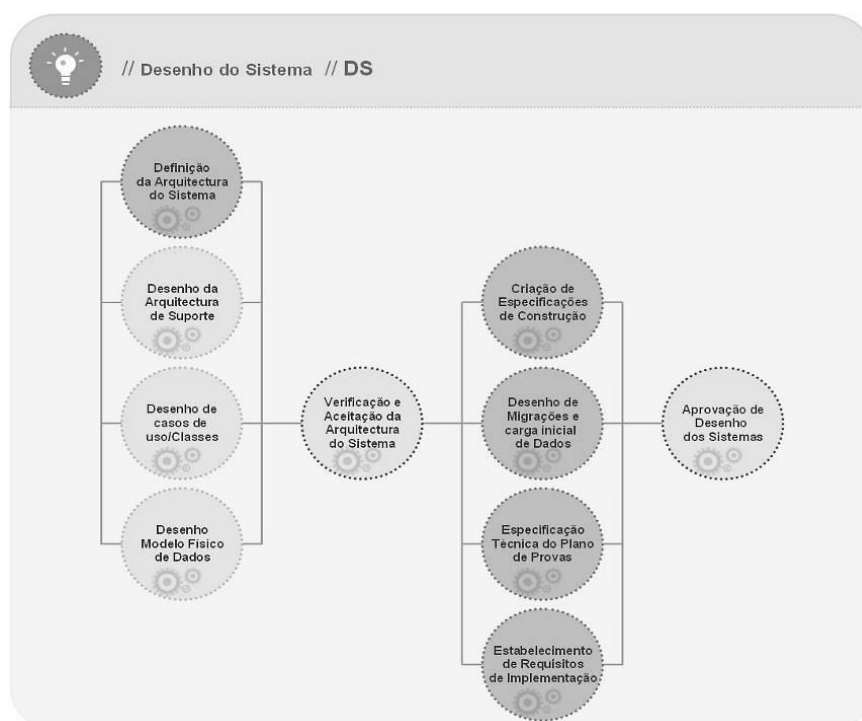 // Desenho do Sistema // DS
Definição
da Arquitectura
do Sistema
Desenho da
Arquitectura
de Suporte
Desenho de
casos de
uso/Classes
Desenho
Modelo Físico
de Dados
Verificação e
Aceitação da
Arquitectura
do Sistema
Criação de
Especificações
de Construção
Desenho de
Migrações e
carga inicial
de Dados
Especificação
Técnica do Plano
de Provas
Estabelecimento
de Requisitos
de Implementação
Aprovação de
Desenho
dos Sistemas